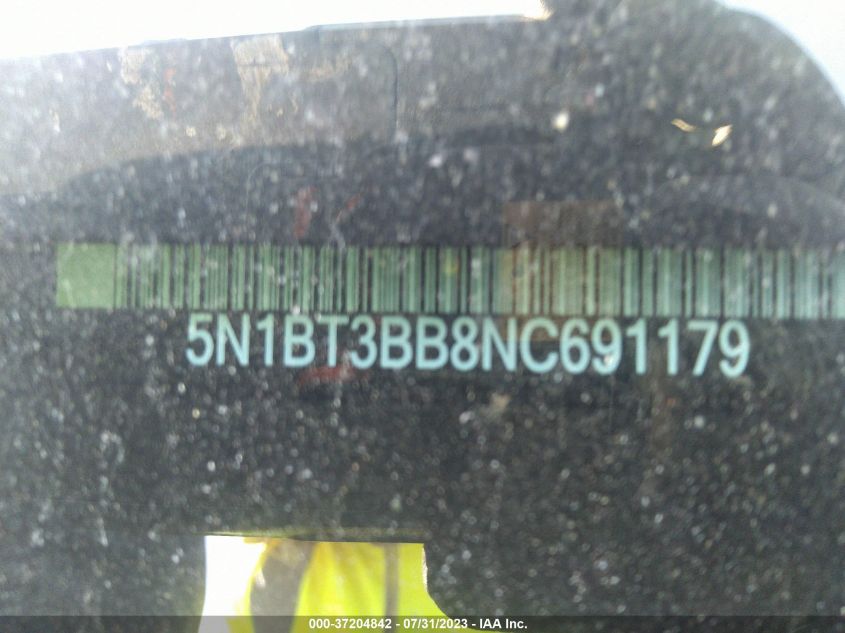 5N1BT3BB8NC691179
000-37204842 - 07/31/2023 - IAA Inc.